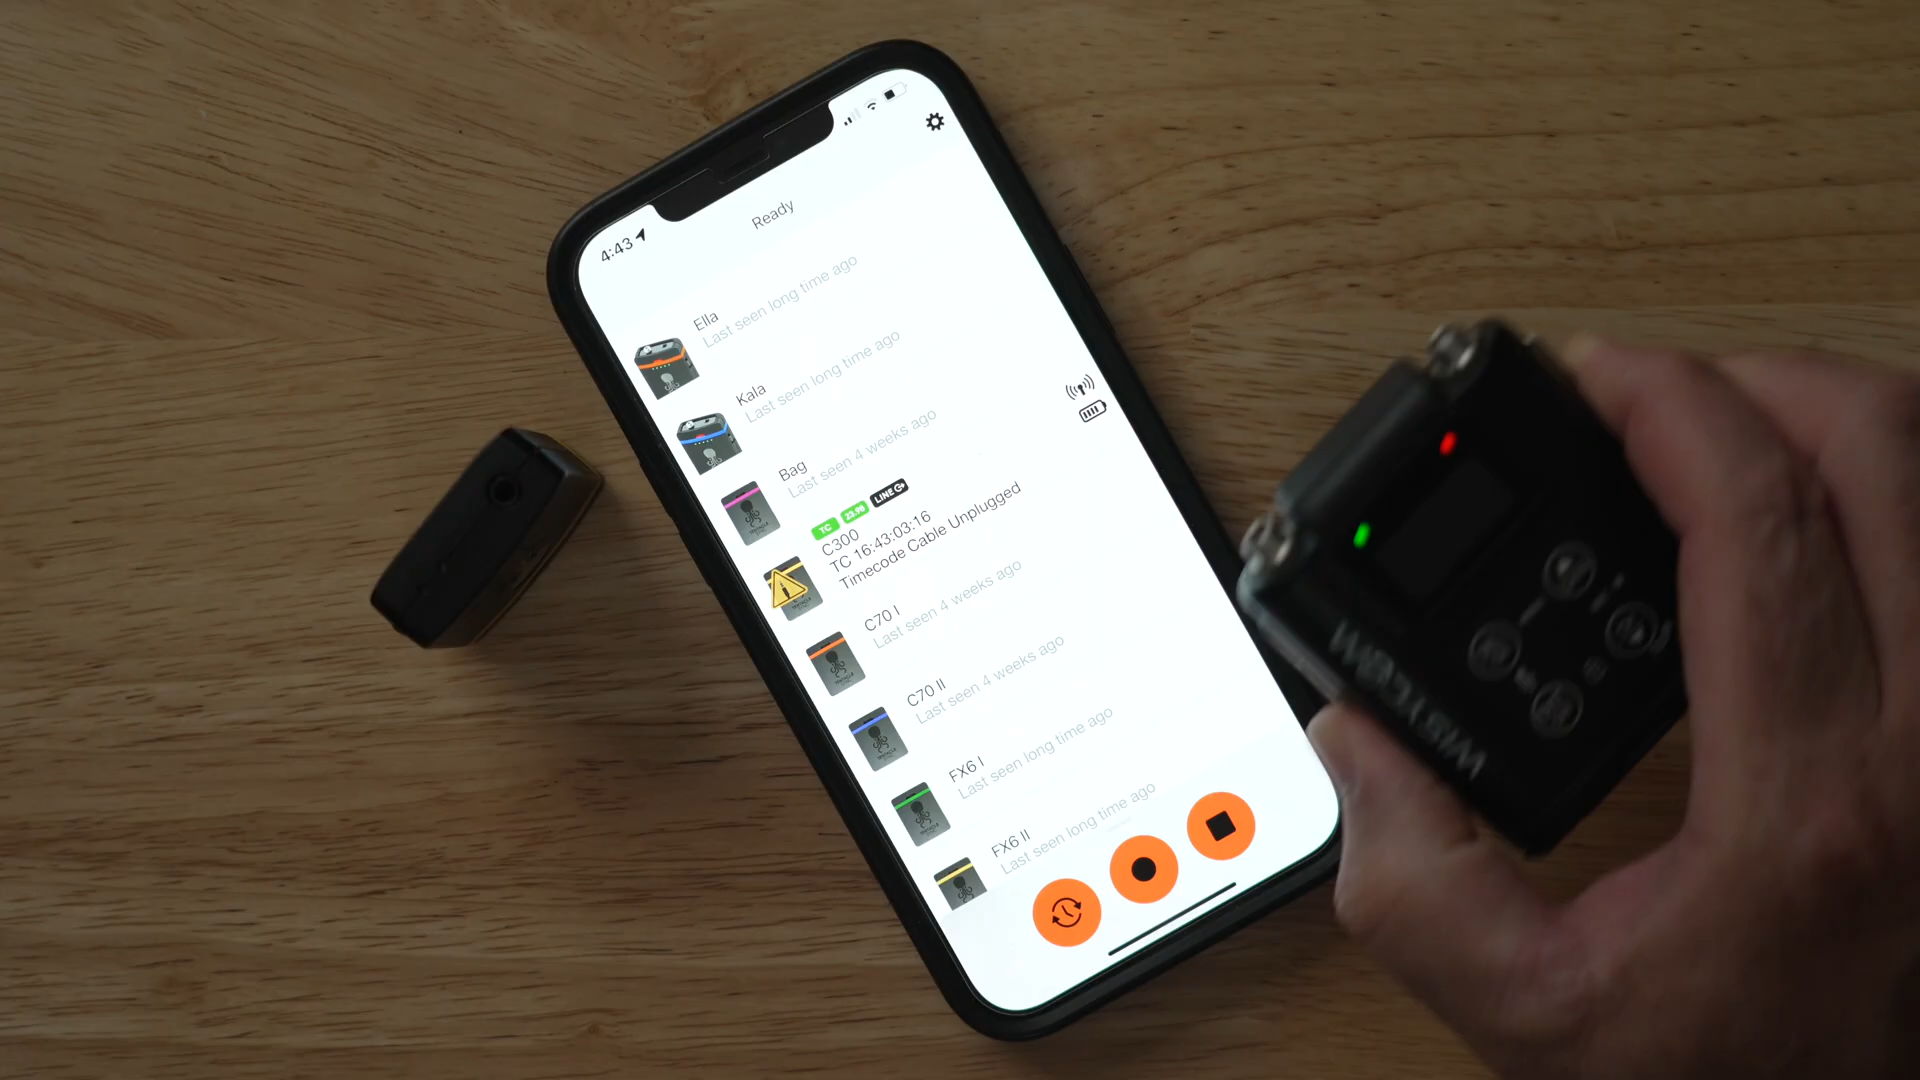 4:43
Ready
Ella
Last seen long time ago
Kala
Last seen long time ago
Bag
Last seen 4 weeks ago
TC 23.98 LINE
C300
TC 16:43:03:16
Timecode Cable Unplugged
C70 I
Last seen 4 weeks ago
C70 II
Last seen 4 weeks ago
FX6 I
Last seen long time ago
FX6 II
Last seen long time ago
WISYCOM